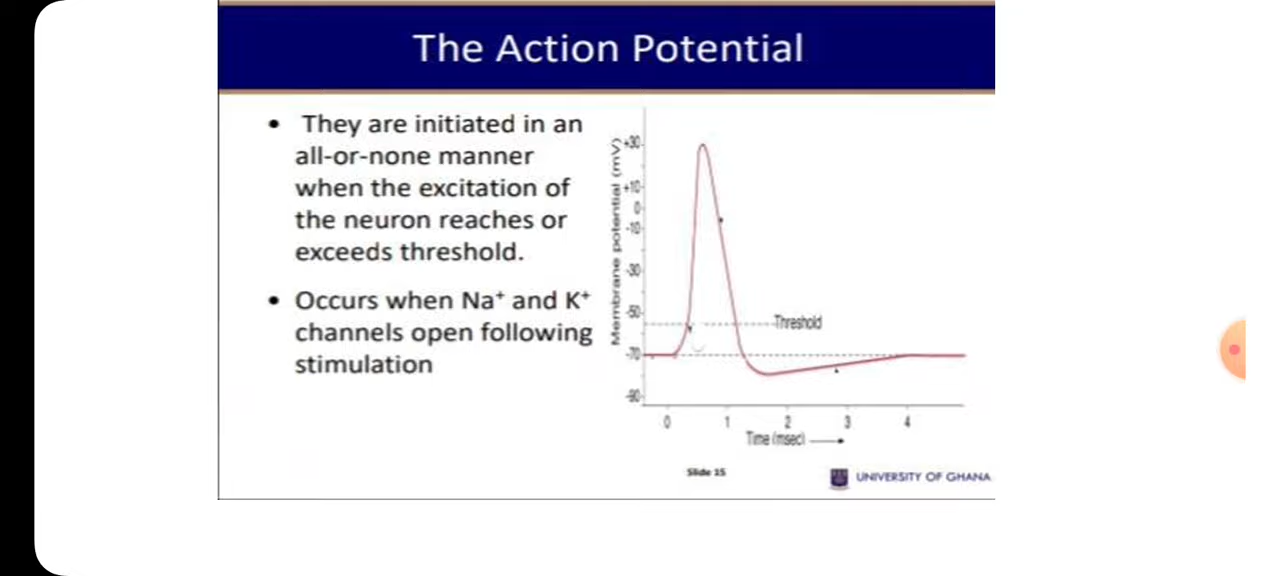 The Action Potential
• They are initiated in an
all-or-none manner
when the excitation of
the neuron reaches or
exceeds threshold.
• Occurs when Na⁺ and K⁺
channels open following
stimulation
Membrane potential (mV)
+30
+10
0
-10
-30
-50
-70
-90
Threshold
0 1 2 3 4
Time (msec)
Slide 15
UNIVERSITY OF GHANA